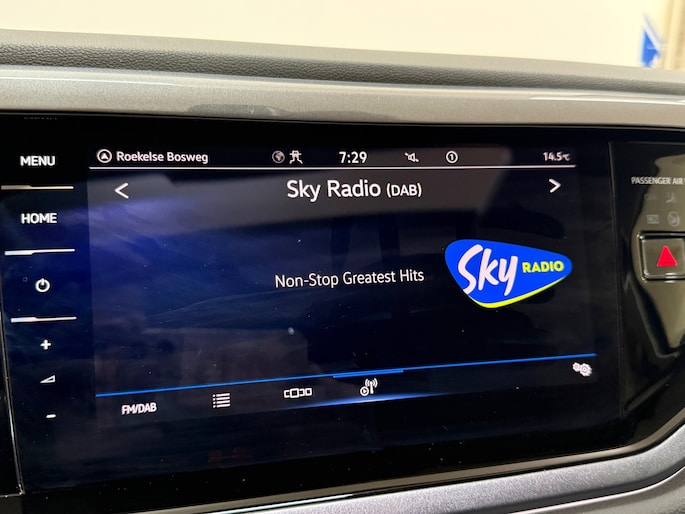 MENU
HOME
Roekelse Bosweg
7:29
1
14.5°C
Sky Radio (DAB)
Non-Stop Greatest Hits
Sky RADIO
FM/DAB
+
-
PASSENGER AIR